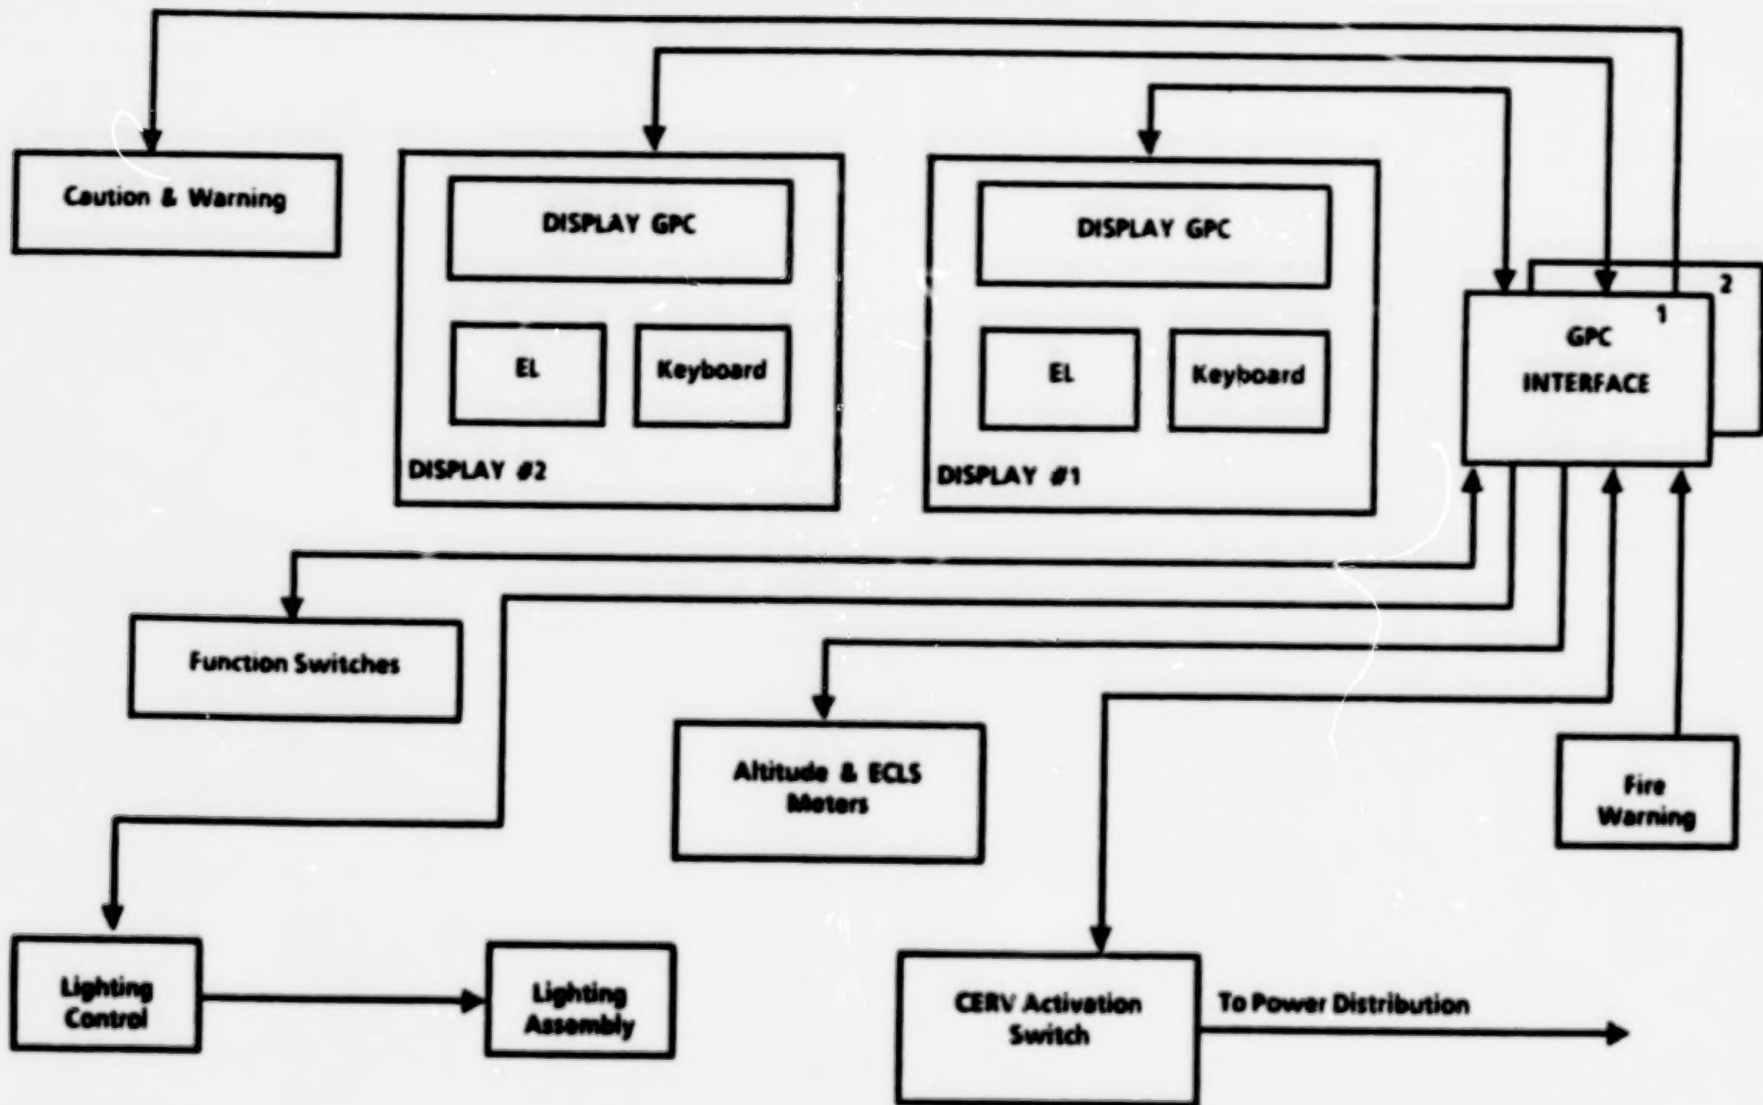 Caution & Warning
DISPLAY GPC
EL
Keyboard
DISPLAY #2
DISPLAY GPC
EL
Keyboard
DISPLAY #1
2
1
GPC
INTERFACE
Function Switches
Altitude & ECLS
Meters
Fire
Warning
Lighting
Control
Lighting
Assembly
CERV Activation
Switch
To Power Distribution